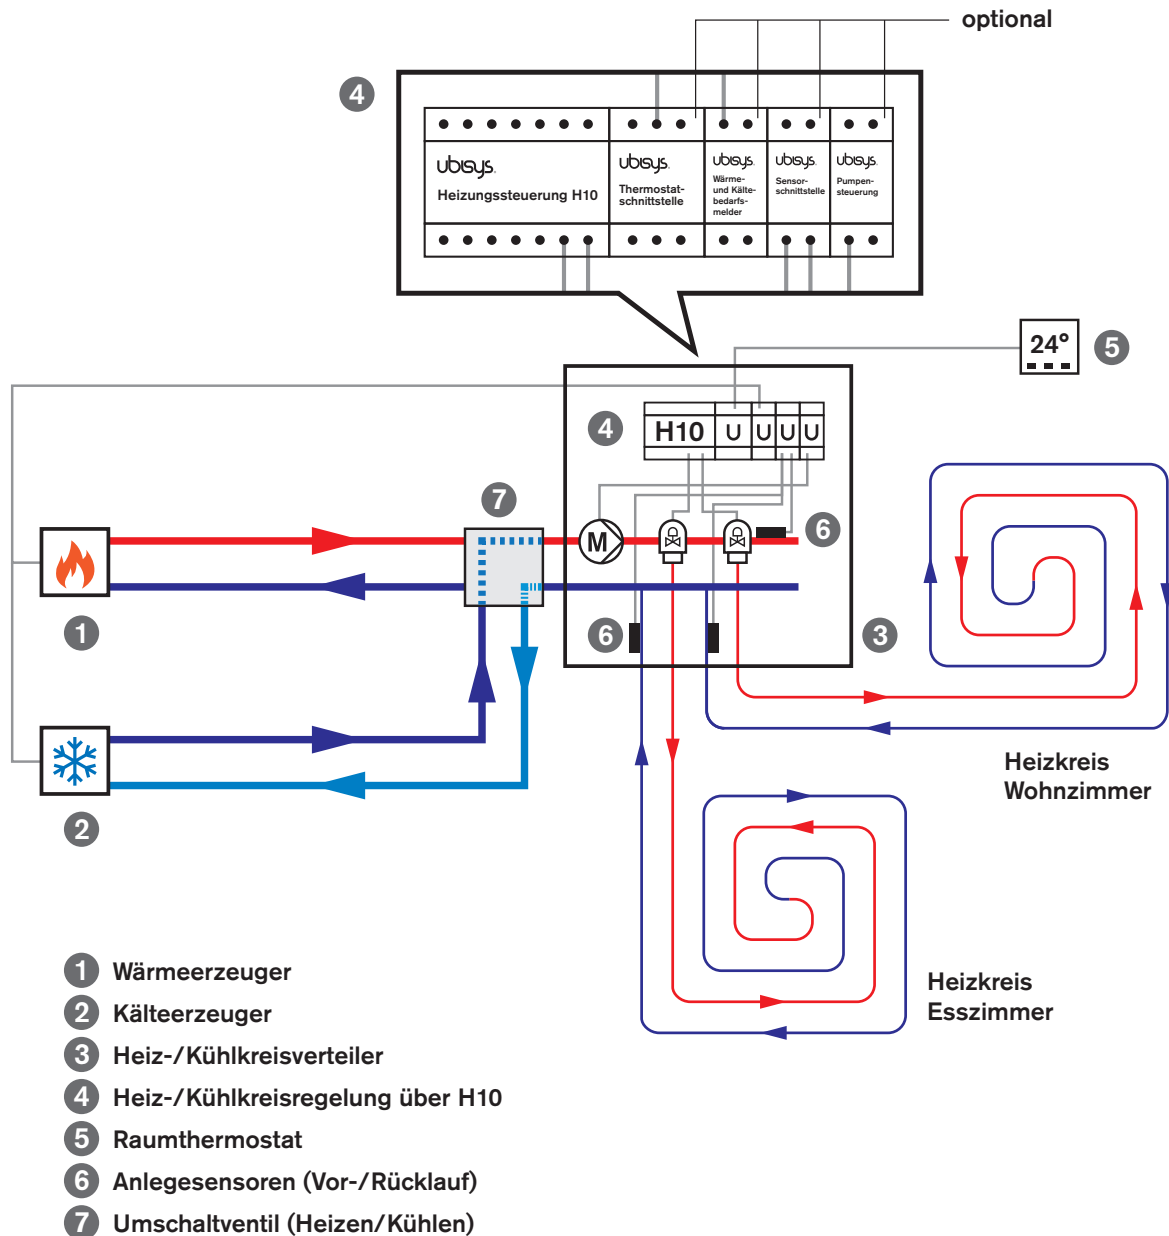 optional
4
ubisys.
Heizungssteuerung H10
ubisys.
Thermostat-
schnittstelle
ubisys.
Wärme-
und Kälte-
bedarfs-
melder
ubisys.
Sensor-
schnittstelle
ubisys.
Pumpen-
steuerung
24°
5
4
H10
U
U
U
U
7
M
6
1
6
3
2
Heizkreis
Wohnzimmer
Heizkreis
Esszimmer
1 Wärmeerzeuger
2 Kälteerzeuger
3 Heiz-/Kühlkreisverteiler
4 Heiz-/Kühlkreisregelung über H10
5 Raumthermostat
6 Anlegesensoren (Vor-/Rücklauf)
7 Umschaltventil (Heizen/Kühlen)